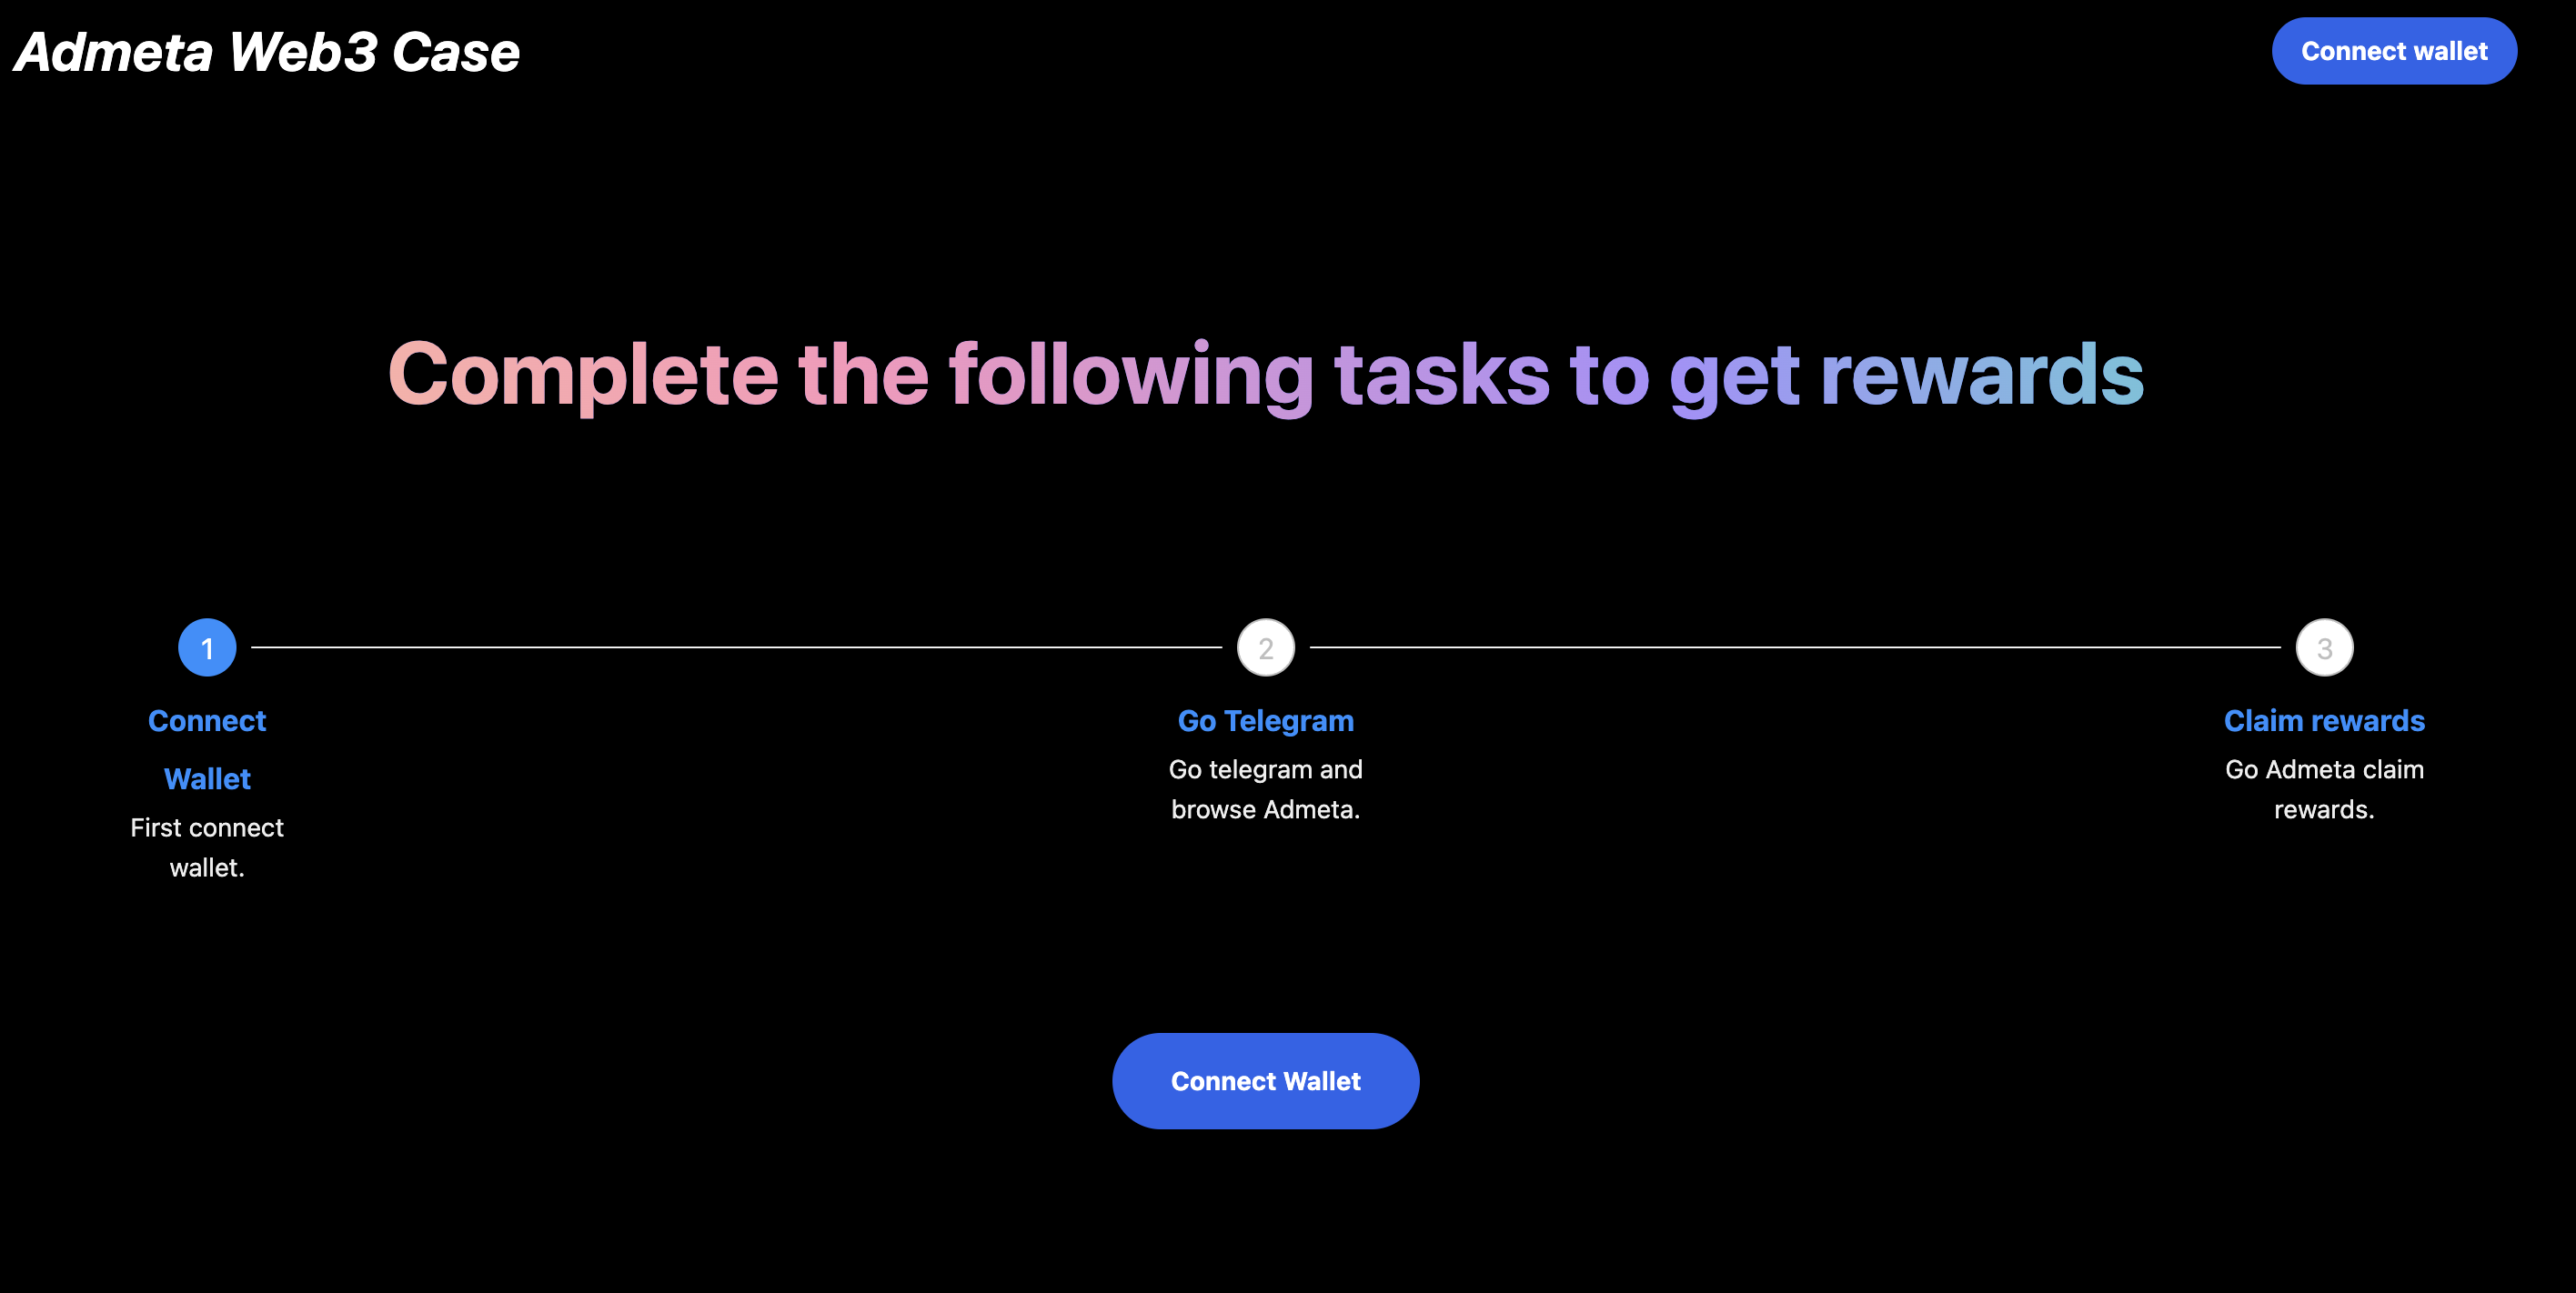 Admeta Web3 Case
Connect wallet
Complete the following tasks to get rewards
1
Connect
Wallet
First connect
wallet.
2
Go Telegram
Go telegram and
browse Admeta.
3
Claim rewards
Go Admeta claim
rewards.
Connect Wallet